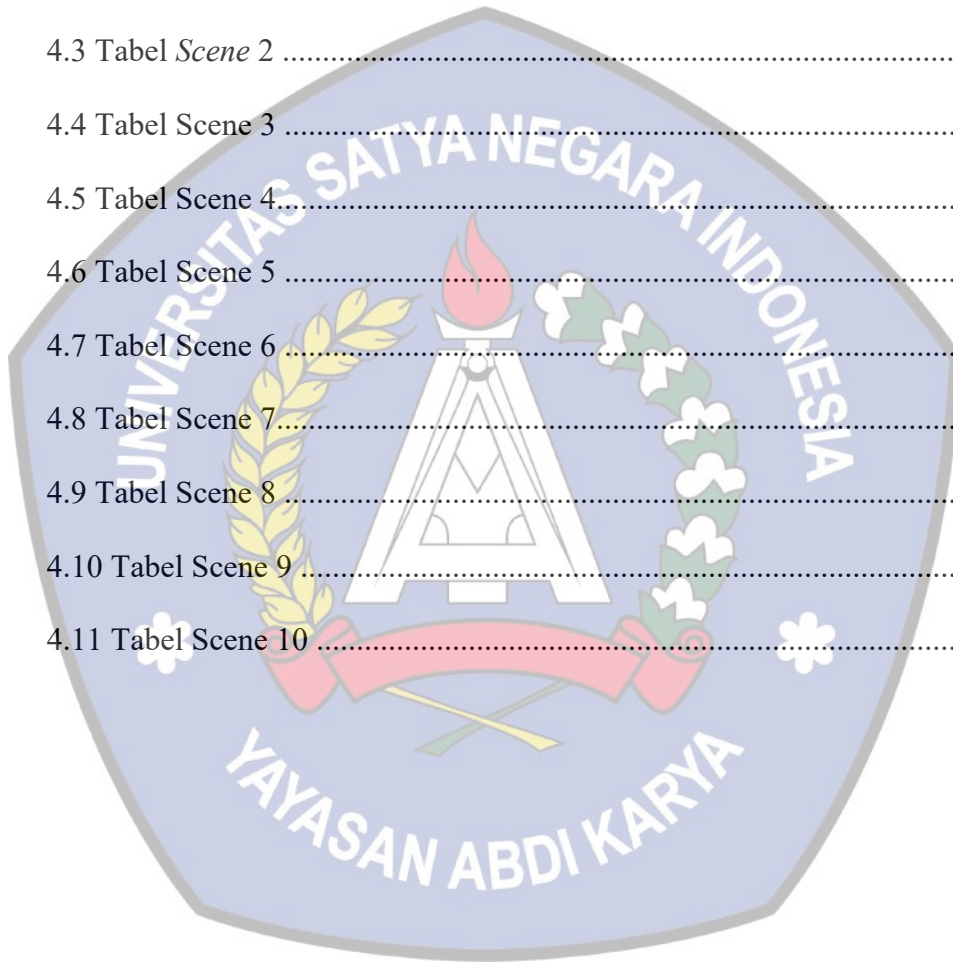 4.3 Tabel Scene 2 ........................................................................................
4.4 Tabel Scene 3 ........................................................................................
4.5 Tabel Scene 4.........................................................................................
4.6 Tabel Scene 5 ........................................................................................
4.7 Tabel Scene 6 ........................................................................................
4.8 Tabel Scene 7.........................................................................................
4.9 Tabel Scene 8 ........................................................................................
4.10 Tabel Scene 9 ......................................................................................
4.11 Tabel Scene 10 ....................................................................................
UNIVERSITAS SATYA NEGARA INDONESIA
YAYASAN ABDI KARYA